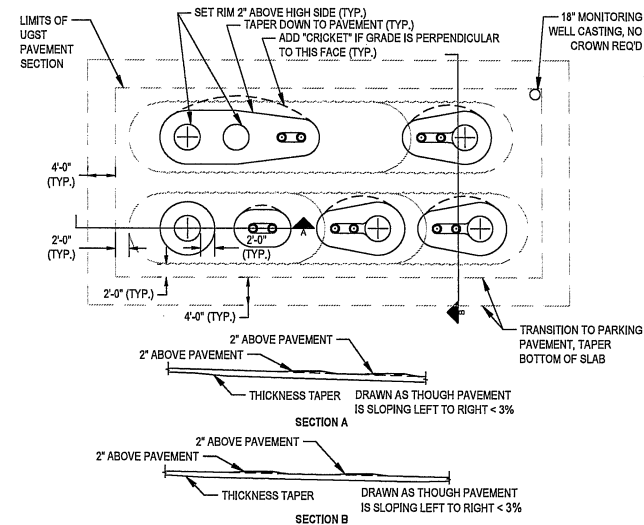 SET RIM 2" ABOVE HIGH SIDE (TYP.)
TAPER DOWN TO PAVEMENT (TYP.)
ADD "CRICKET" IF GRADE IS PERPENDICULAR
TO THIS FACE (TYP.)
LIMITS OF
UGST
PAVEMENT
SECTION
18" MONITORING
WELL CASTING, NO
CROWN REQ'D
4'-0"
(TYP.)
2'-0"
(TYP.)
2'-0"
(TYP.)
A
2'-0" (TYP.)
4'-0" (TYP.)
B
TRANSITION TO PARKING
PAVEMENT, TAPER
BOTTOM OF SLAB
2" ABOVE PAVEMENT
2" ABOVE PAVEMENT
THICKNESS TAPER
DRAWN AS THOUGH PAVEMENT
IS SLOPING LEFT TO RIGHT < 3%
SECTION A
2" ABOVE PAVEMENT
2" ABOVE PAVEMENT
THICKNESS TAPER
DRAWN AS THOUGH PAVEMENT
IS SLOPING LEFT TO RIGHT < 3%
SECTION B